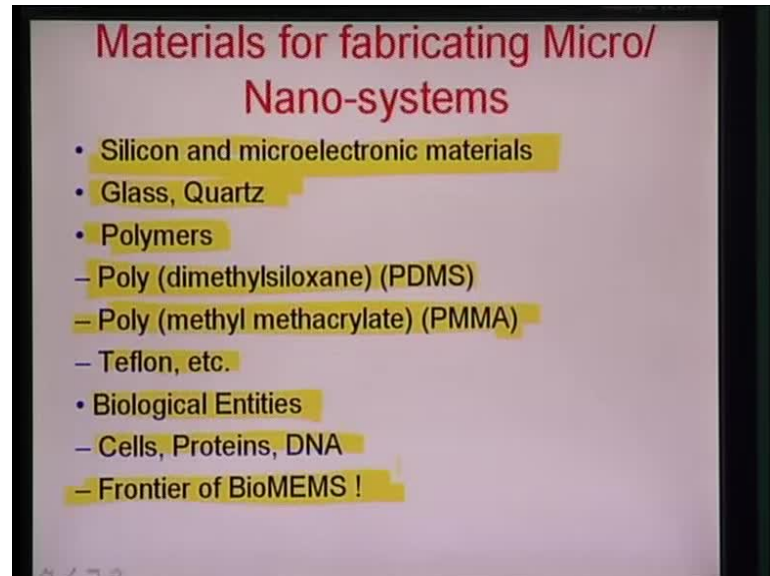 Materials for fabricating Micro/
Nano-systems
• Silicon and microelectronic materials
• Glass, Quartz
• Polymers
– Poly (dimethylsiloxane) (PDMS)
– Poly (methyl methacrylate) (PMMA)
– Teflon, etc.
• Biological Entities
– Cells, Proteins, DNA
– Frontier of BioMEMS !